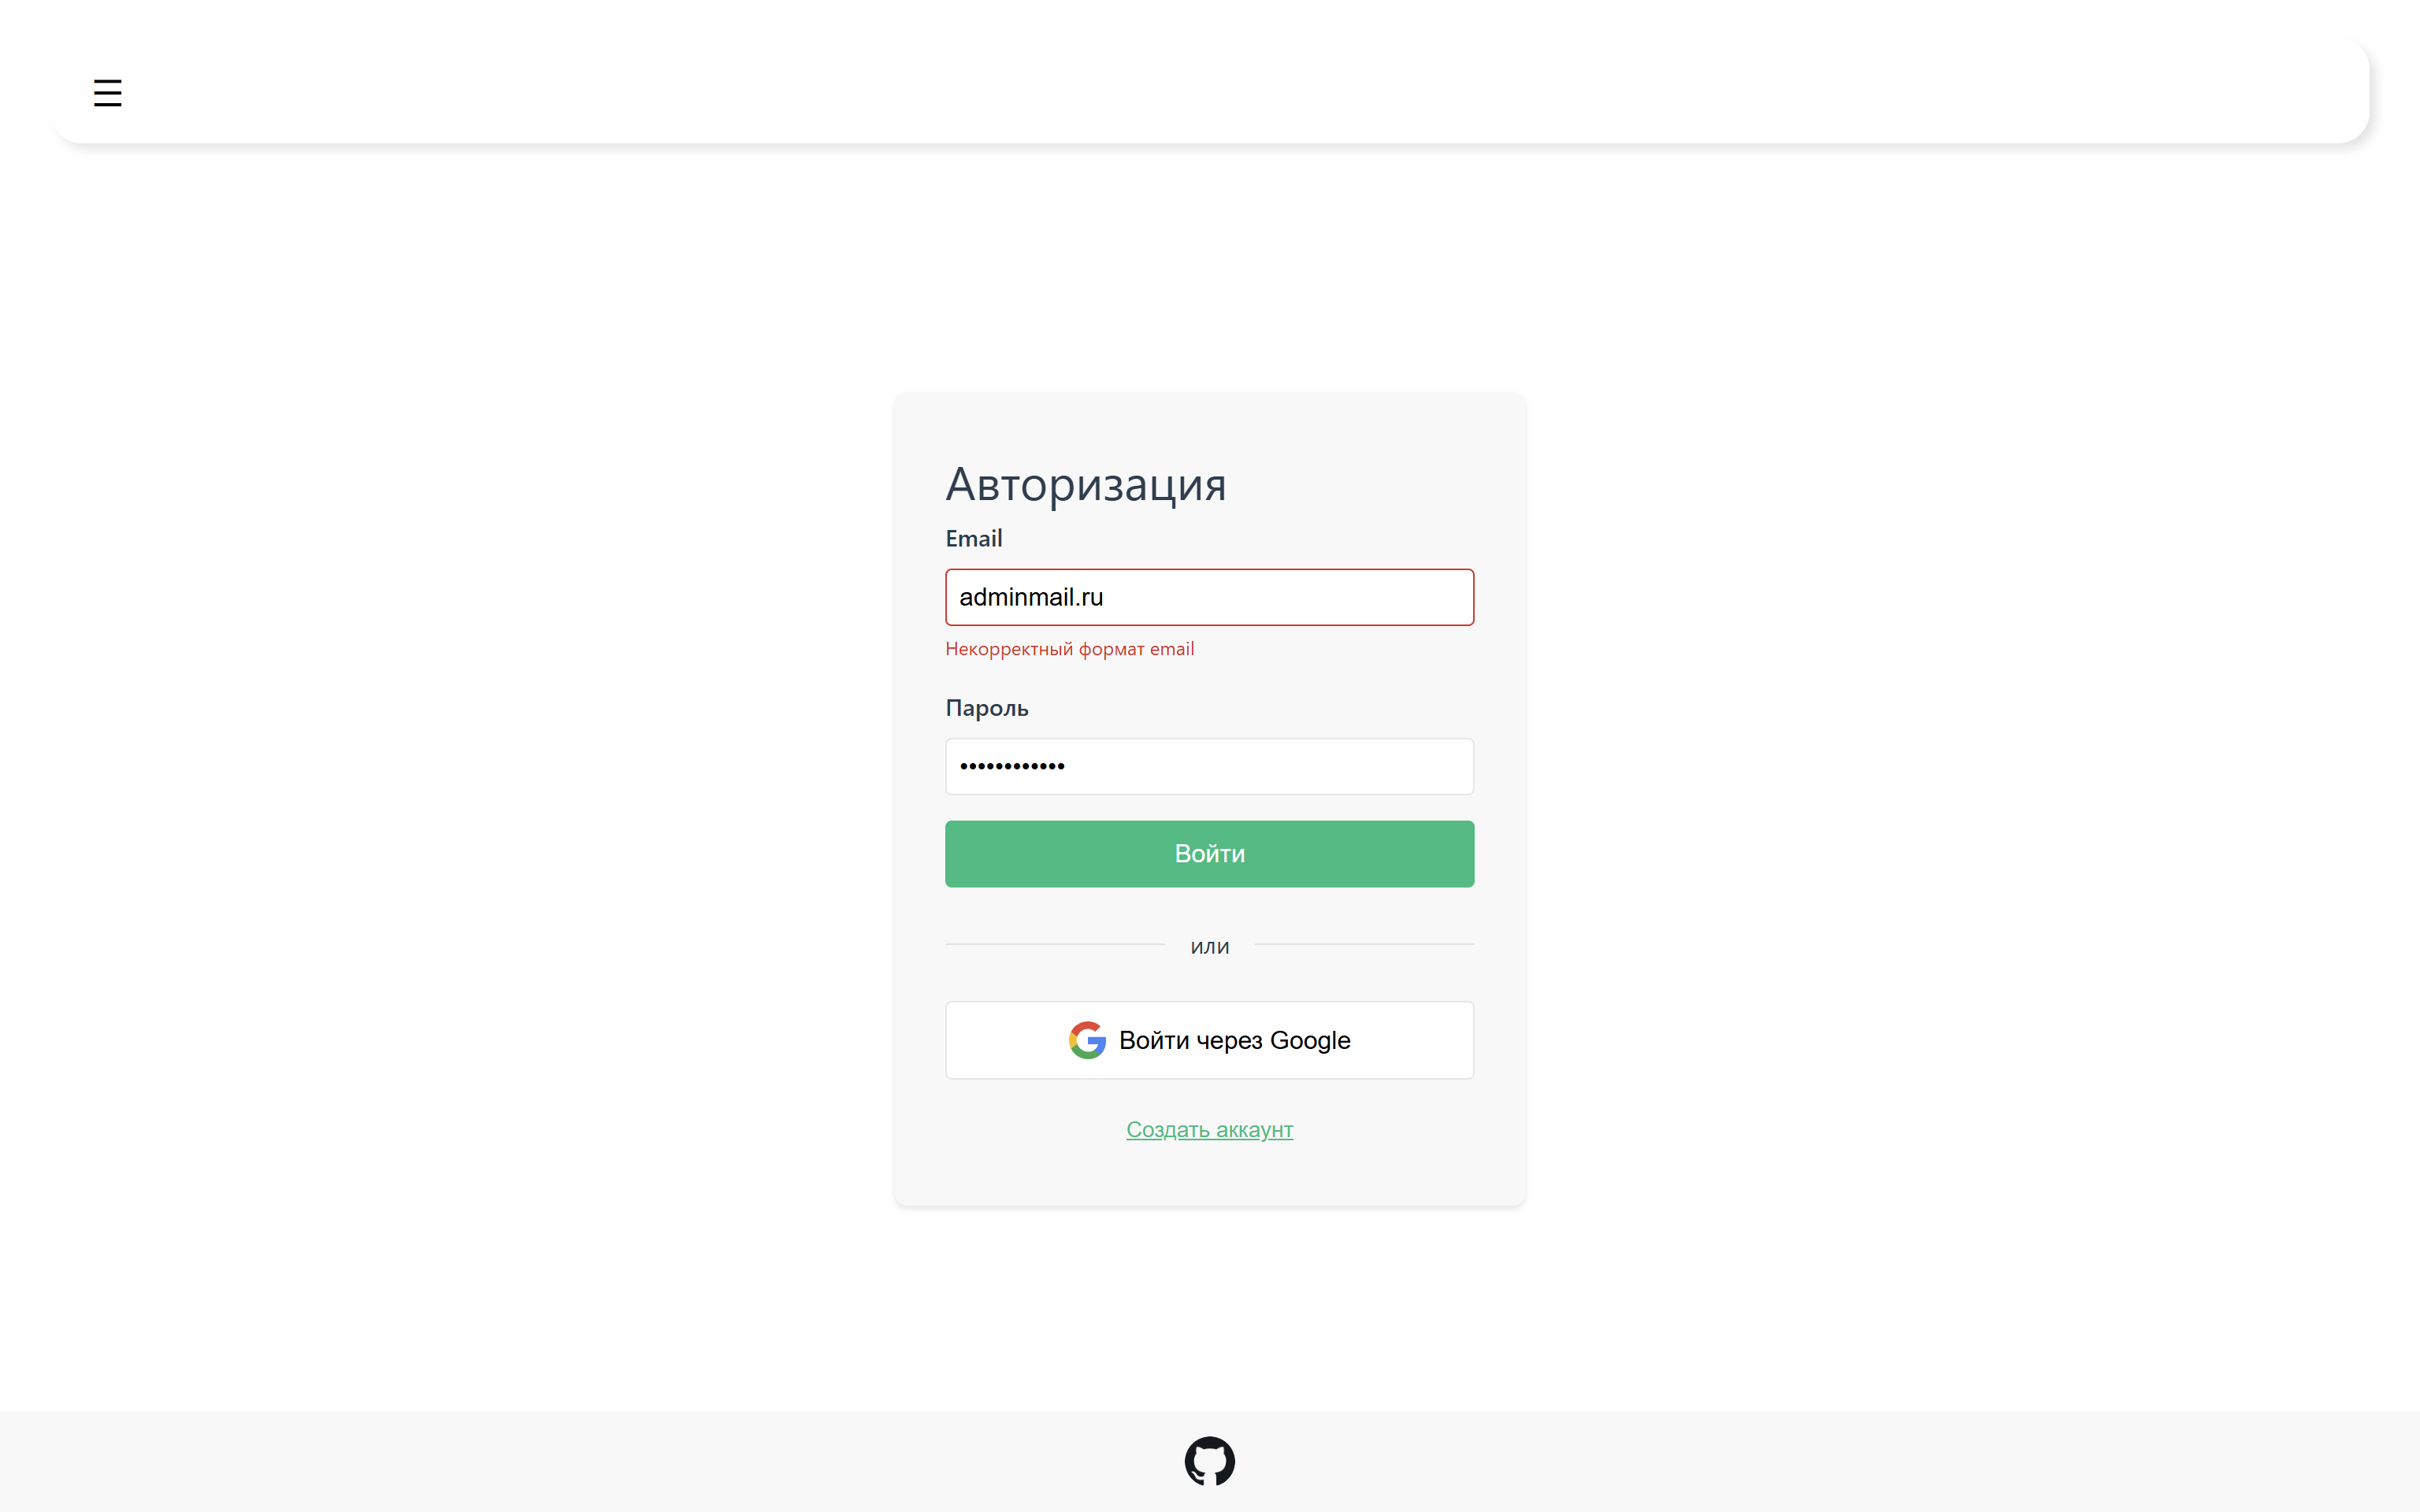 Авторизация
Email
adminmail.ru
Некорректный формат email
Пароль
••••••••••••
Войти
или
Войти через Google
Создать аккаунт